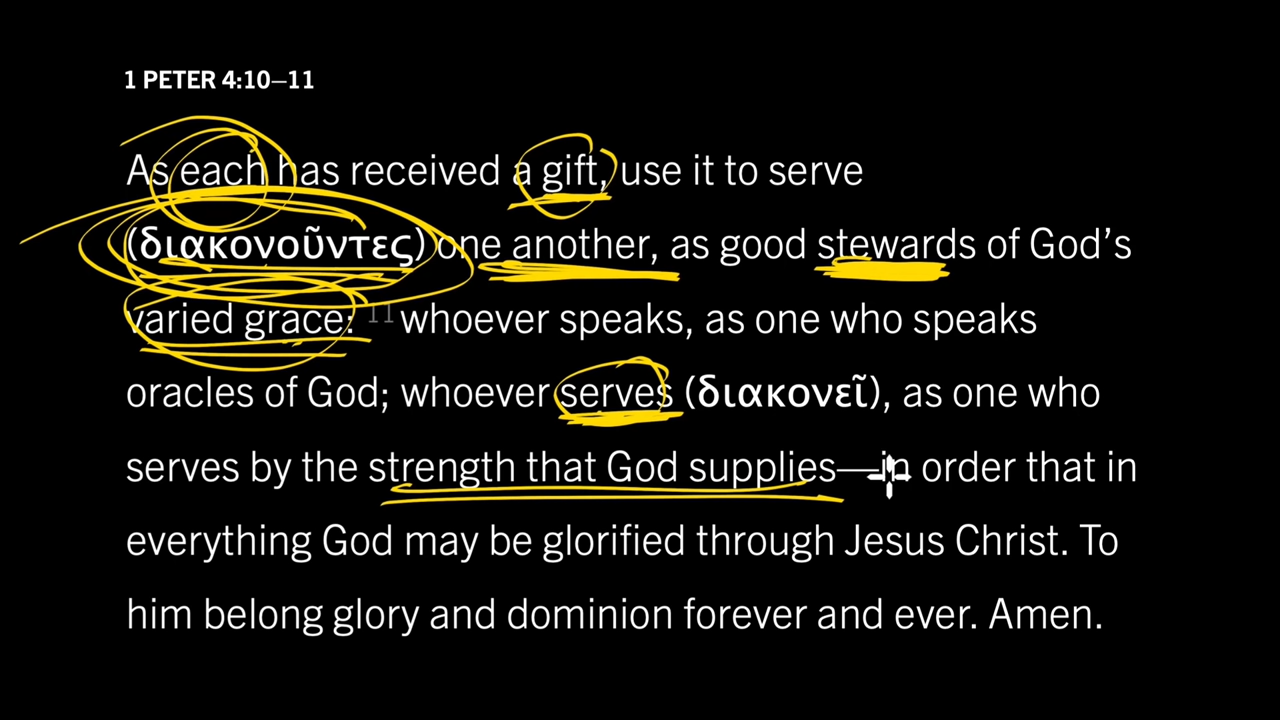 1 PETER 4:10–11
As each has received a gift, use it to serve
(διακονοῦντες) one another, as good stewards of God’s
varied grace: 11 whoever speaks, as one who speaks
oracles of God; whoever serves (διακονεῖ), as one who
serves by the strength that God supplies—in order that in
everything God may be glorified through Jesus Christ. To
him belong glory and dominion forever and ever. Amen.